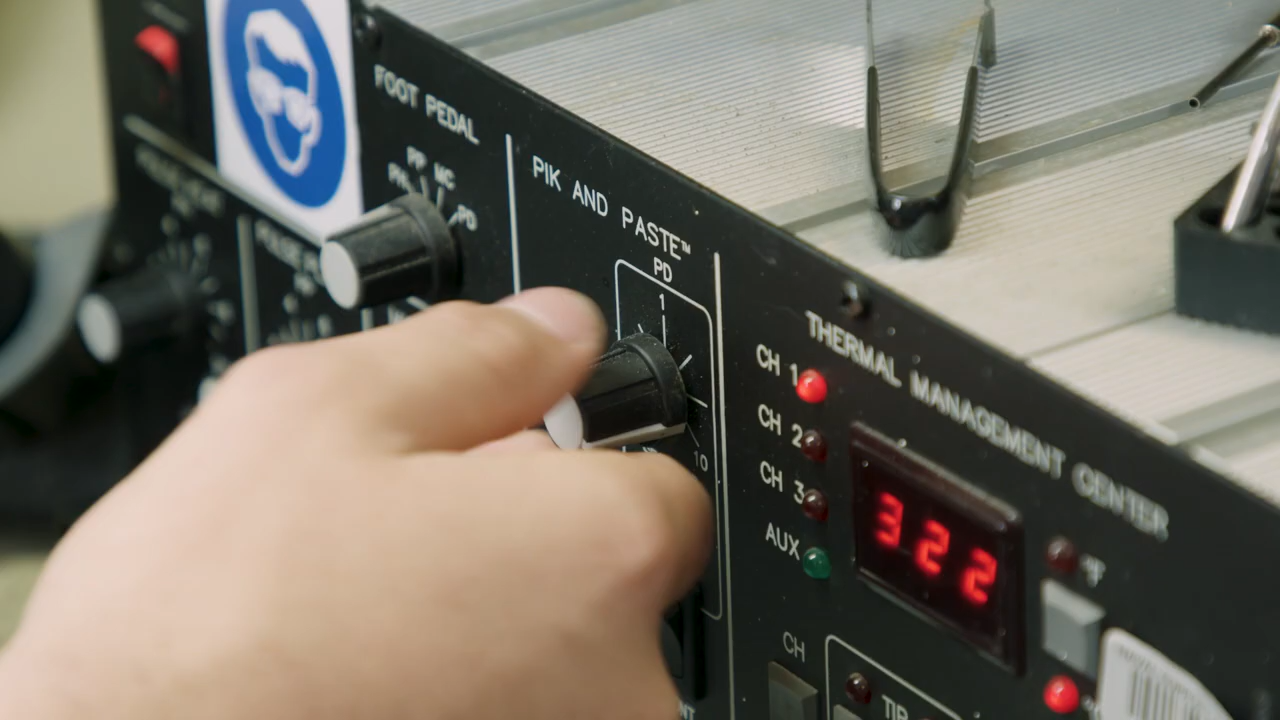 FOOT PEDAL
PP
MC
PD
PIK AND PASTE™
PD
1
10
THERMAL MANAGEMENT CENTER
CH 1
CH 2
CH 3
AUX
322
°F
CH
TIP